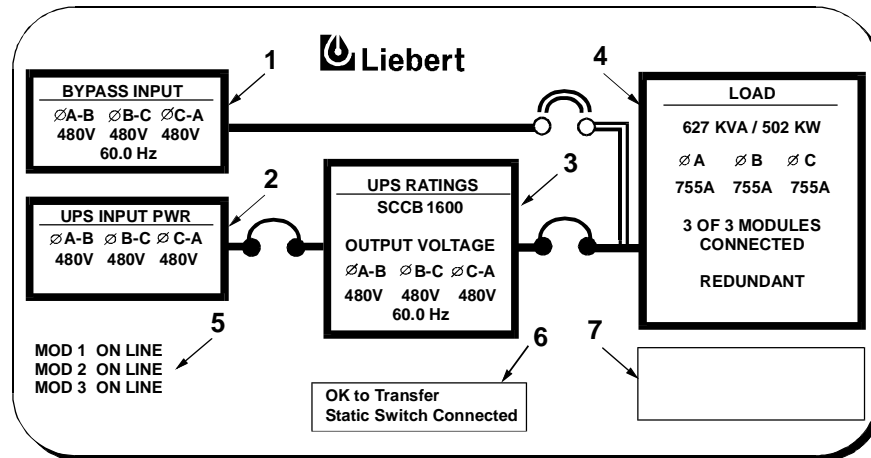 1
Liebert
4
BYPASS INPUT
ØA-B ØB-C ØC-A
480V 480V 480V
60.0 Hz
2
UPS INPUT PWR
ØA-B ØB-C ØC-A
480V 480V 480V
3
UPS RATINGS
SCCB 1600
OUTPUT VOLTAGE
ØA-B ØB-C ØC-A
480V 480V 480V
60.0 Hz
LOAD
627 KVA / 502 KW
ØA ØB ØC
755A 755A 755A
3 OF 3 MODULES
CONNECTED
REDUNDANT
5
MOD 1 ON LINE
MOD 2 ON LINE
MOD 3 ON LINE
6
OK to Transfer
Static Switch Connected
7